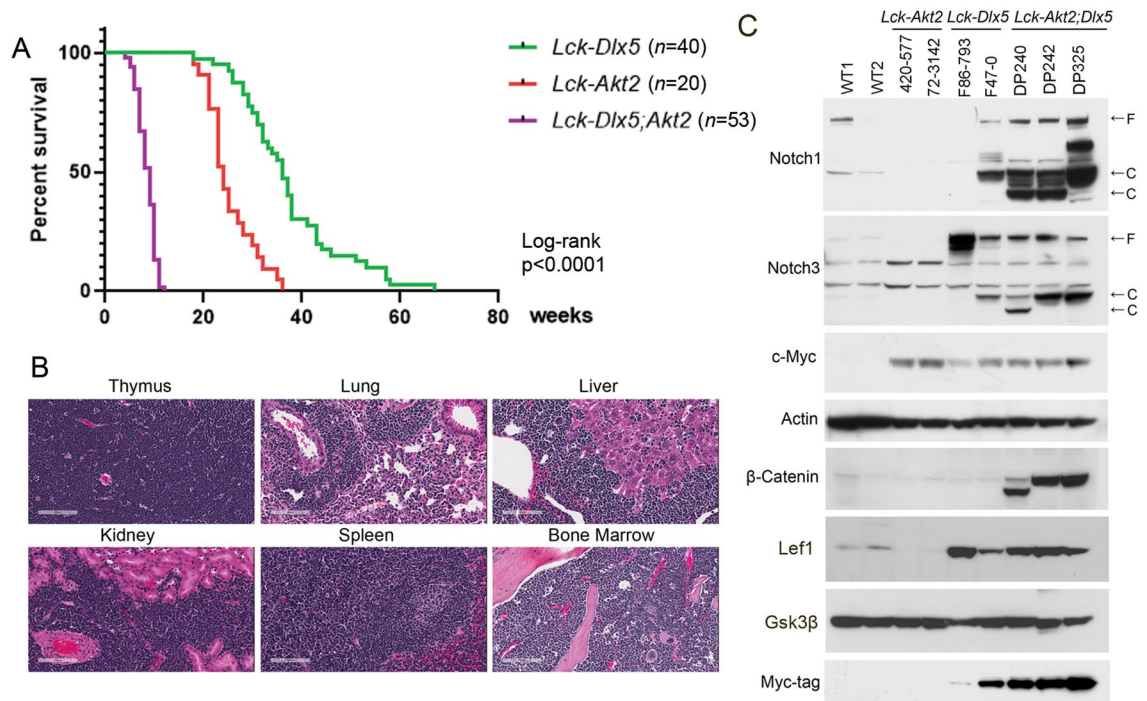 A
100
50
0
Percent survival
0
20
40
60
80
weeks
Lck-Dlx5 (n=40)
Lck-Akt2 (n=20)
Lck-Dlx5;Akt2 (n=53)
Log-rank
p<0.0001
B
Thymus
Lung
Liver
Kidney
Spleen
Bone Marrow
C
Lck-Akt2 Lck-Dlx5 Lck-Akt2;Dlx5
WT1
WT2
420-577
72-3142
F86-793
F47-0
DP240
DP242
DP325
Notch1
←F
←C
←C
Notch3
←F
←C
←C
c-Myc
Actin
β-Catenin
Lef1
Gsk3β
Myc-tag